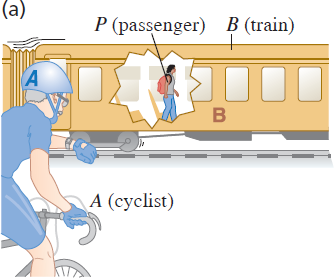 (a)
P (passenger) B (train)
A
B
A (cyclist)